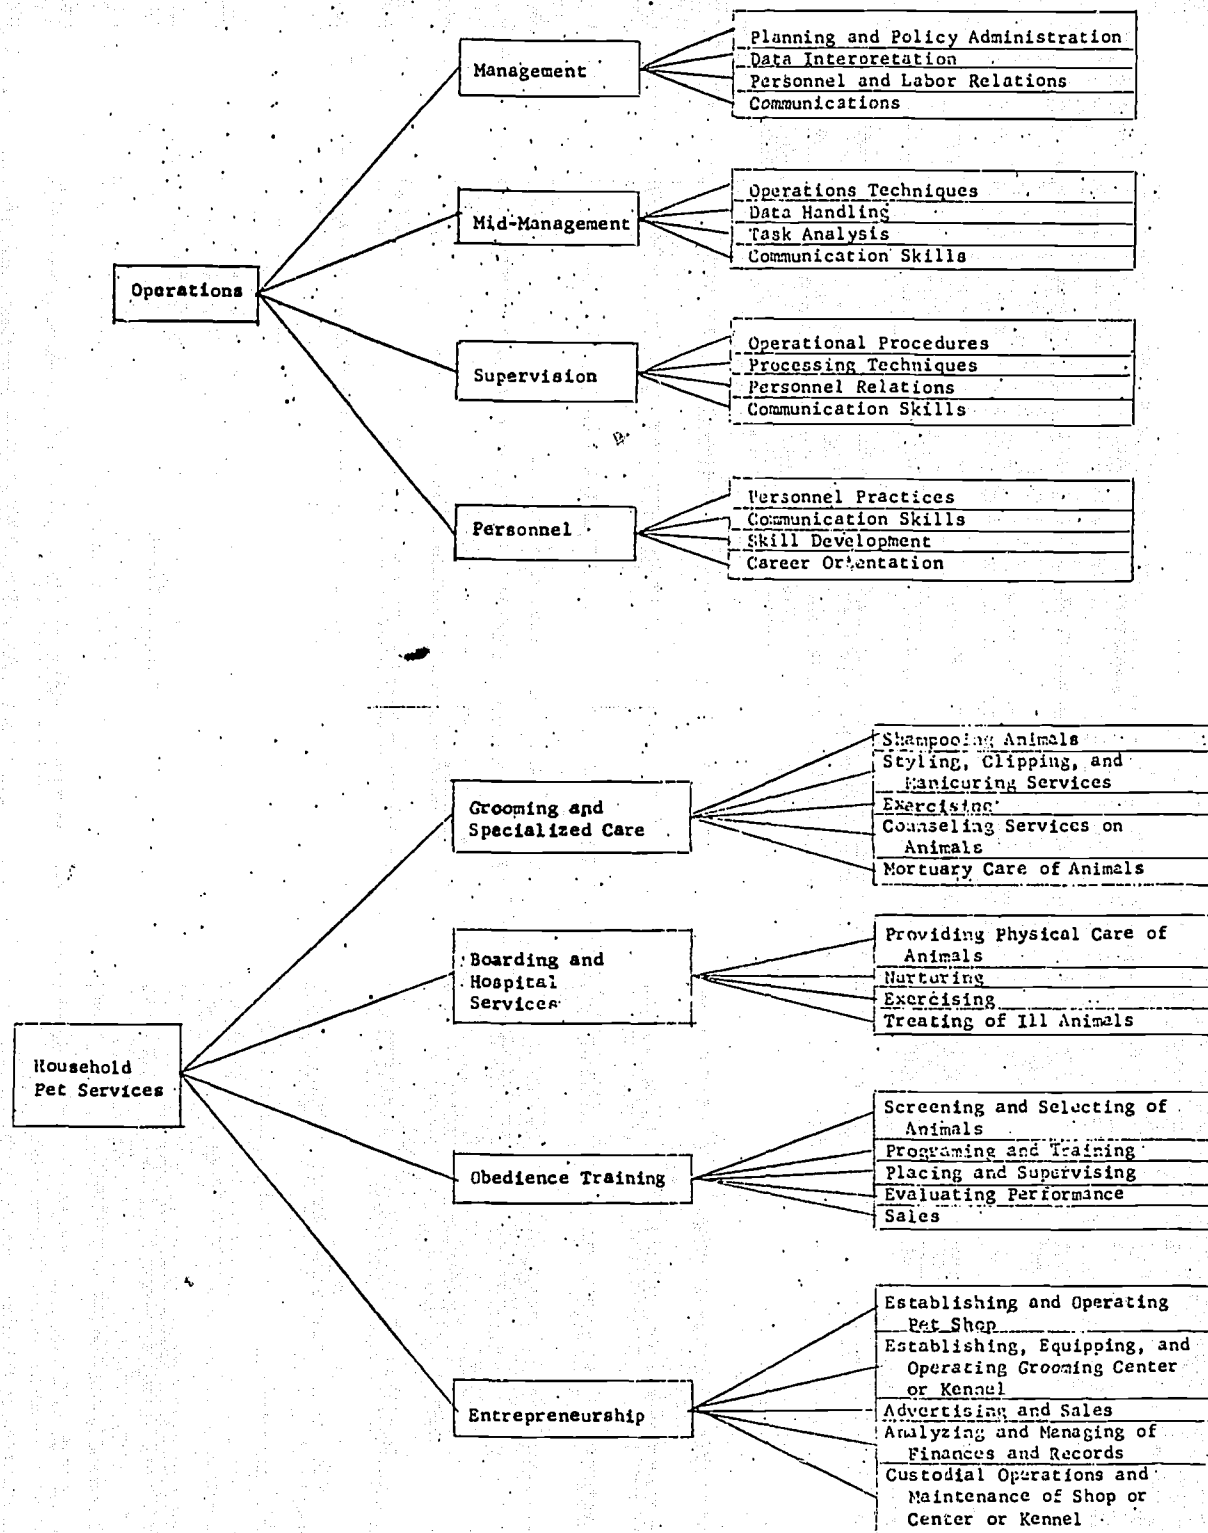 Management
Planning and Policy Administration
Data Interoretation
Personnel and Labor Relations
Communications
Mid-Management
Operations Techniques
Data Handling
Task Analysis
Communication Skills
Operations
Supervision
Operational Procedures
Processing Techniques
Personnel Relations
Communication Skills
Personnel
Personnel Practices
Communication Skills
Skill Development
Career Orientation
Household
Pet Services
Grooming and
Specialized Care
Shampooing Animals
Styling, Clipping, and
Manicuring Services
Exercising
Counseling Services on
Animals
Mortuary Care of Animals
Boarding and
Hospital
Services
Providing Physical Care of
Animals
Nurturing
Exercising
Treating of Ill Animals
Obedience Training
Screening and Selecting of
Animals
Programing and Training
Placing and Supervising
Evaluating Performance
Sales
Entrepreneurship
Establishing and Operating
Pet Shop
Establishing, Equipping, and
Operating Grooming Center
or Kennel
Advertising and Sales
Analyzing and Menaging of
Finances and Records
Custodial Operations and
Maintenance of Shop or
Center or Kennel